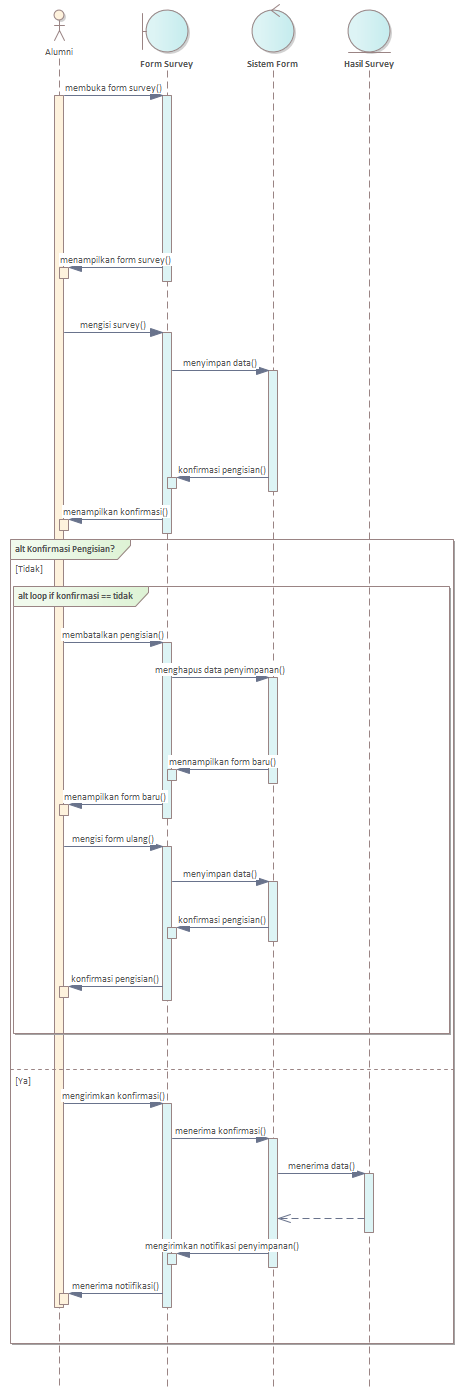 Alumni
Form Survey
Sistem Form
Hasil Survey
membuka form survey()
menampilkan form survey()
mengisi survey()
menyimpan data()
konfirmasi pengisian()
menampilkan konfirmasi()
alt Konfirmasi Pengisian?
[Tidak]
alt loop if konfirmasi == tidak
membatalkan pengisian()
menghapus data penyimpanan()
mennampilkan form baru()
menampilkan form baru()
mengisi form ulang()
menyimpan data()
konfirmasi pengisian()
konfirmasi pengisian()
[Ya]
mengirimkan konfirmasi()
menerima konfirmasi()
menerima data()
mengirimkan notifikasi penyimpanan()
menerima notiifikasi()